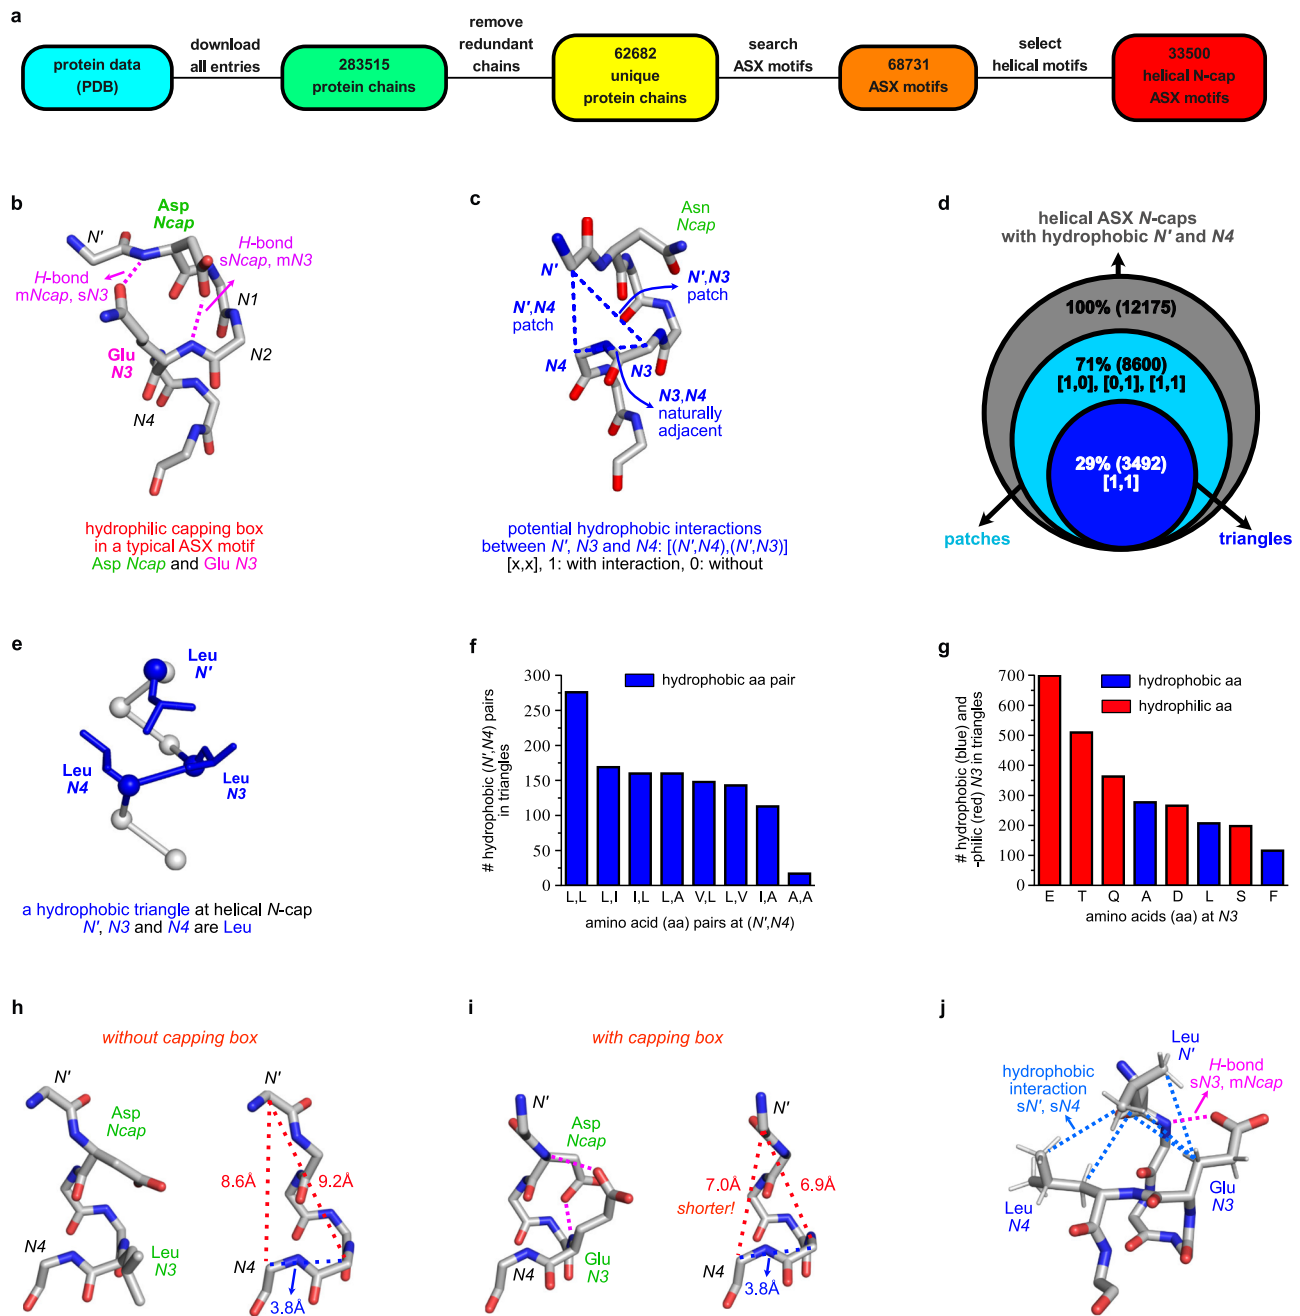 a
protein data
(PDB)
download
all entries
283515
protein chains
remove
redundant
chains
62682
unique
protein chains
search
ASX motifs
68731
ASX motifs
select
helical motifs
33500
helical N-cap
ASX motifs
b
Asp
Ncap
N'
H-bond
sNcap, mN3
H-bond
mNcap, sN3
N1
N2
Glu
N3
N4
hydrophilic capping box
in a typical ASX motif
Asp Ncap and Glu N3
c
Asn
Ncap
N'
N',N3
patch
N',N4
patch
N4
N3
N3,N4
naturally
adjacent
potential hydrophobic interactions
between N', N3 and N4: [(N',N4),(N',N3)]
[x,x], 1: with interaction, 0: without
d
helical ASX N-caps
with hydrophobic N' and N4
100% (12175)
71% (8600)
[1,0], [0,1], [1,1]
29% (3492)
[1,1]
patches
triangles
e
Leu
N'
Leu
N4
Leu
N3
a hydrophobic triangle at helical N-cap
N', N3 and N4 are Leu
f
# hydrophobic (N',N4) pairs
in triangles
300
250
200
150
100
50
0
hydrophobic aa pair
L,L L,I I,L L,A V,L L,V I,A A,A
amino acid (aa) pairs at (N',N4)
g
# hydrophobic (blue) and
-philic (red) N3 in triangles
700
600
500
400
300
200
100
0
hydrophobic aa
hydrophilic aa
E T Q A D L S F
amino acids (aa) at N3
h
without capping box
N'
Asp
Ncap
N4
Leu
N3
N'
8.6Å
9.2Å
N4
3.8Å
i
with capping box
N'
Asp
Ncap
N4
Glu
N3
N'
7.0Å
shorter!
6.9Å
N4
3.8Å
j
Leu
N'
hydrophobic
interaction
sN', sN4
H-bond
sN3, mNcap
Leu
N4
Glu
N3